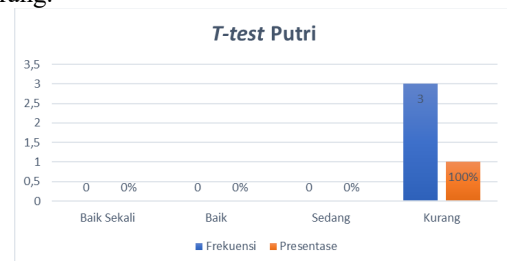 rang.
T-test Putri
3,5
3
2,5
2
1,5
1
0,5
0
0 0% 0 0% 0 0% 3 100%
Baik Sekali Baik Sedang Kurang
Frekuensi Presentase